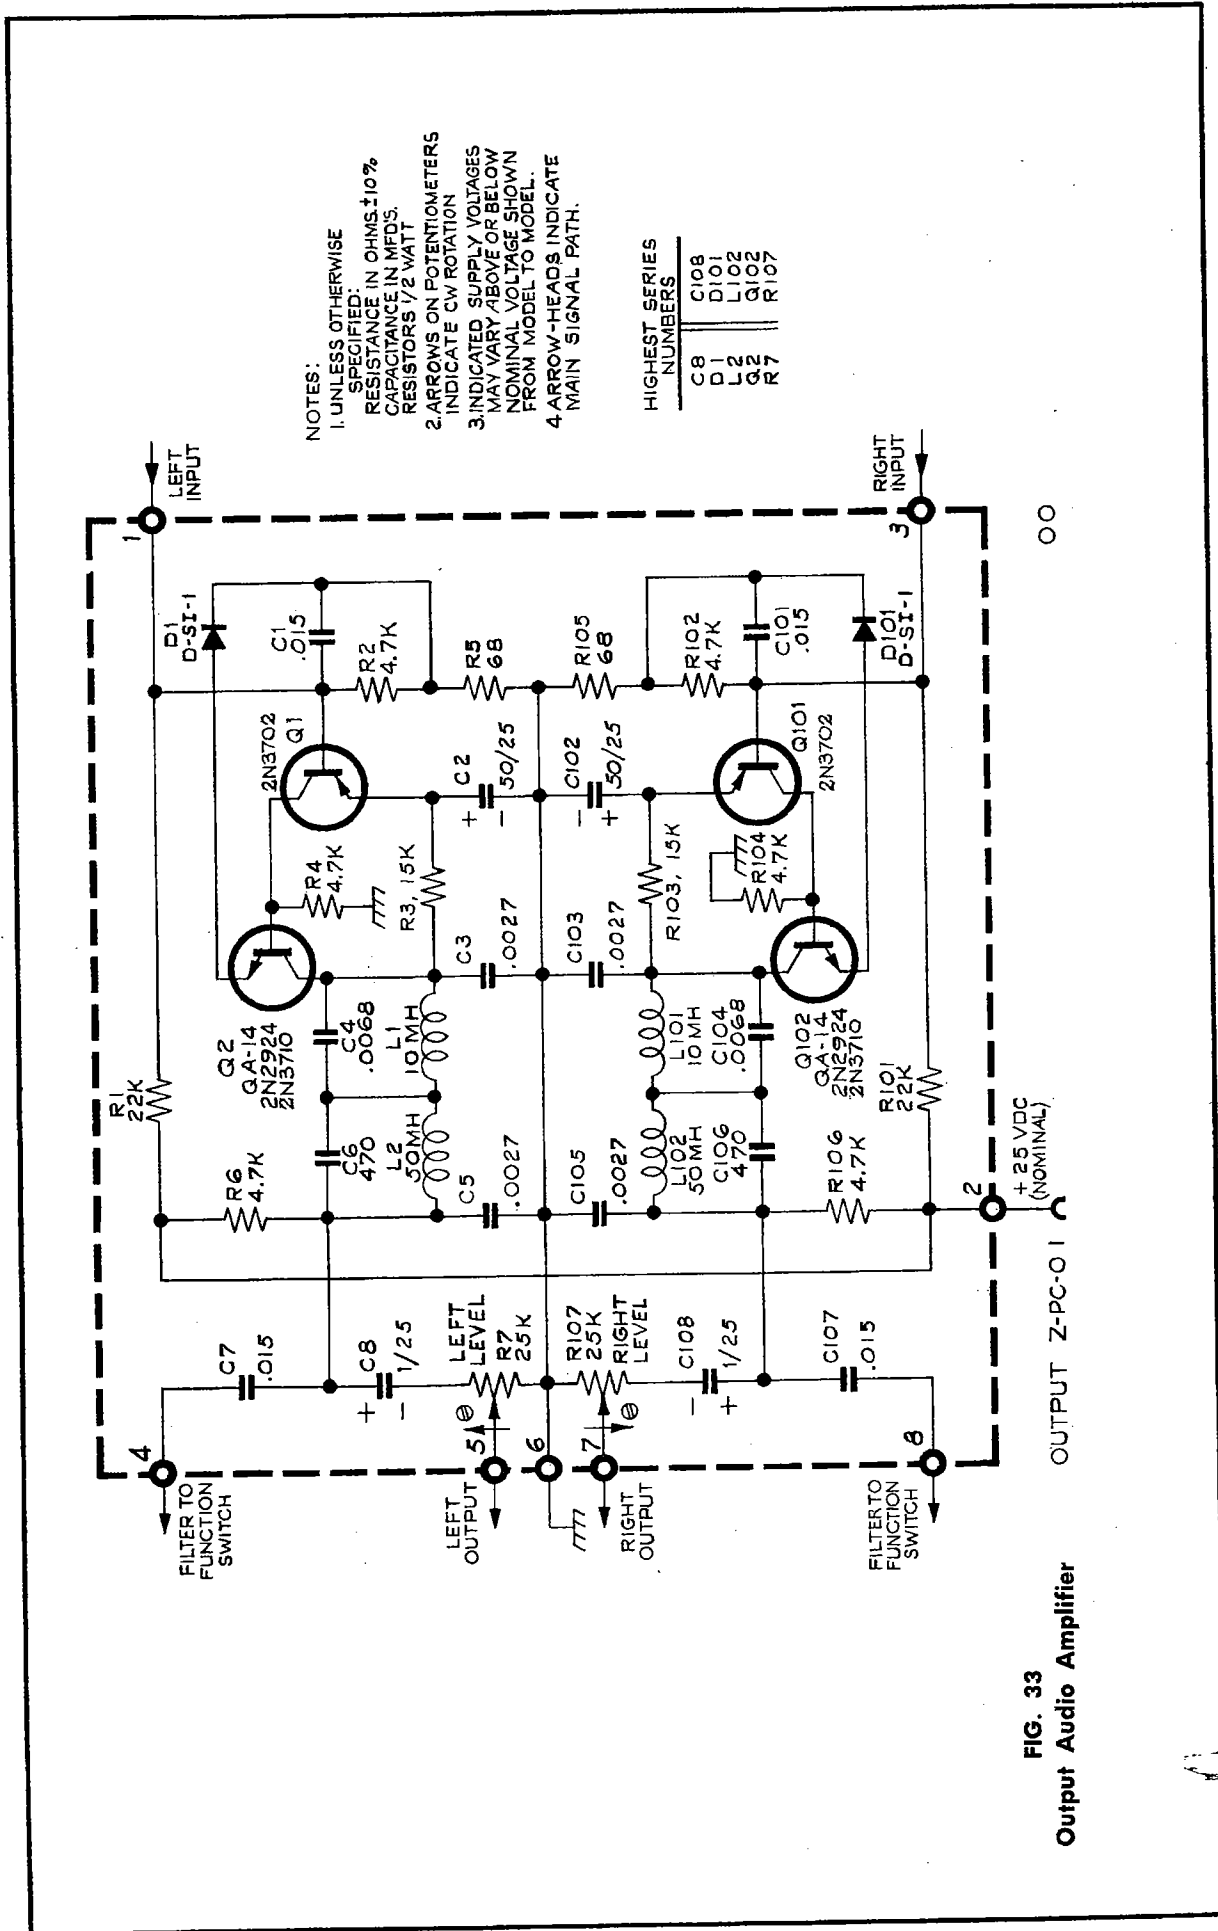 NOTES:
1. UNLESS OTHERWISE
SPECIFIED:
RESISTANCE IN OHMS ±10%
CAPACITANCE IN MFD'S.
RESISTORS 1/2 WATT
2. ARROWS ON POTENTIOMETERS
INDICATE CW ROTATION
3. INDICATED SUPPLY VOLTAGES
MAY VARY ABOVE OR BELOW
NOMINAL VOLTAGE SHOWN
FROM MODEL TO MODEL.
4 ARROW-HEADS INDICATE
MAIN SIGNAL PATH.
HIGHEST SERIES
NUMBERS
C8 C108
D1 D101
L2 L102
Q2 Q102
R7 R107
LEFT
INPUT
1
D1
D-SI-1
C1
.015
R2
4.7K
R5
68
R105
68
R102
4.7K
C101
.015
D101
D-SI-1
3
RIGHT
INPUT
2N3702
Q1
C2
50/25
+
-
C102
50/25
-
+
Q101
2N3702
R4
4.7K
R3, 15K
R103, 15K
R104
4.7K
C3
.0027
C103
.0027
Q2
QA-14
2N2924
2N3710
C4
.0068
L1
10MH
L101
10MH
C104
.0068
Q102
QA-14
2N2924
2N3710
R1
22K
R101
22K
R6
4.7K
C6
470
L2
50MH
C5
.0027
C105
.0027
L102
50MH
C106
470
R106
4.7K
2
+25 VDC
(NOMINAL)
C7
.015
C8
1/25
+
-
LEFT
LEVEL
R7
25K
R107
25K
RIGHT
LEVEL
C108
1/25
-
+
C107
.015
4
5
6
7
8
FILTER TO
FUNCTION
SWITCH
LEFT
OUTPUT
RIGHT
OUTPUT
FILTER TO
FUNCTION
SWITCH
OUTPUT Z-PC-01
OO
FIG. 33
Output Audio Amplifier